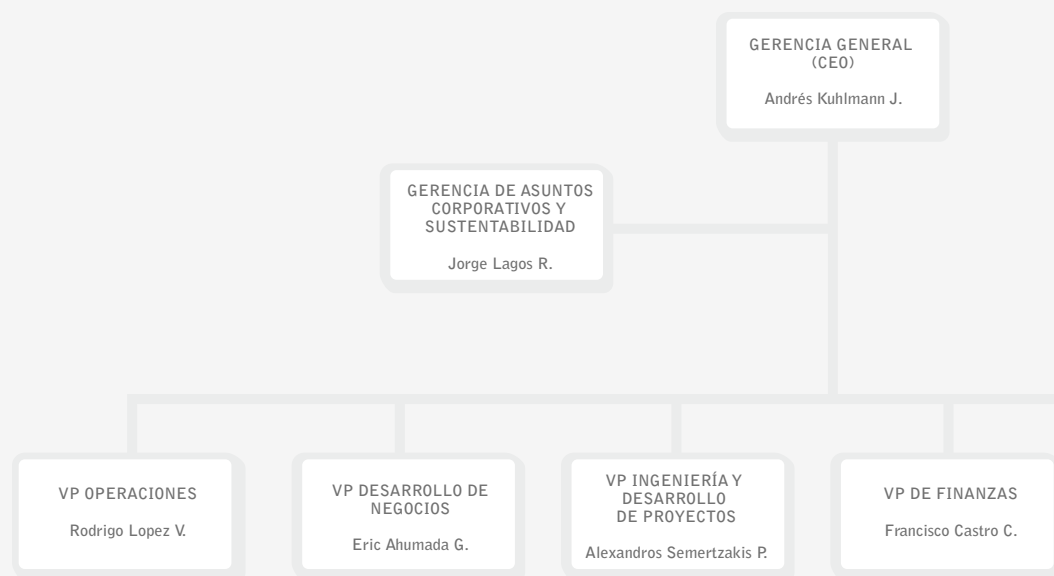 GERENCIA GENERAL
(CEO)
Andrés Kuhlmann J.
GERENCIA DE ASUNTOS
CORPORATIVOS Y
SUSTENTABILIDAD
Jorge Lagos R.
VP OPERACIONES
Rodrigo Lopez V.
VP DESARROLLO DE
NEGOCIOS
Eric Ahumada G.
VP INGENIERÍA Y
DESARROLLO
DE PROYECTOS
Alexandros Semertzakis P.
VP DE FINANZAS
Francisco Castro C.